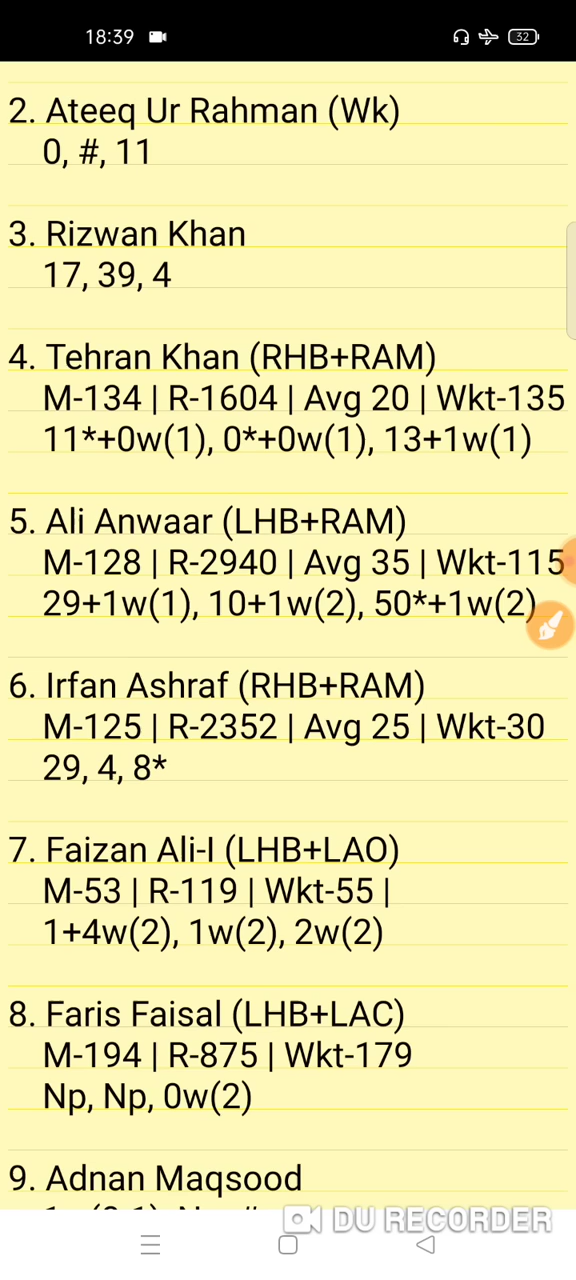 18:39
32
2. Ateeq Ur Rahman (Wk)
0, #, 11
3. Rizwan Khan
17, 39, 4
4. Tehran Khan (RHB+RAM)
M-134 | R-1604 | Avg 20 | Wkt-135
11*+0w(1), 0*+0w(1), 13+1w(1)
5. Ali Anwaar (LHB+RAM)
M-128 | R-2940 | Avg 35 | Wkt-115
29+1w(1), 10+1w(2), 50*+1w(2)
6. Irfan Ashraf (RHB+RAM)
M-125 | R-2352 | Avg 25 | Wkt-30
29, 4, 8*
7. Faizan Ali-I (LHB+LAO)
M-53 | R-119 | Wkt-55 |
1+4w(2), 1w(2), 2w(2)
8. Faris Faisal (LHB+LAC)
M-194 | R-875 | Wkt-179
Np, Np, 0w(2)
9. Adnan Maqsood
DU RECORDER